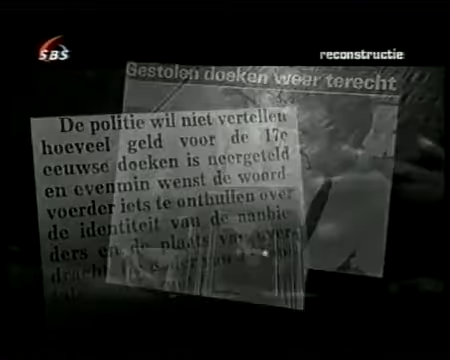 SBS
reconstructie
Gestolen doeken weer terecht
De politie wil niet vertellen
hoeveel geld voor de 17e
eeuwse doeken is neergeteld
en evenmin wenst de woord-
voerder iets te onthullen over
de identiteit van de aanbie-
ders en de plaats van over-